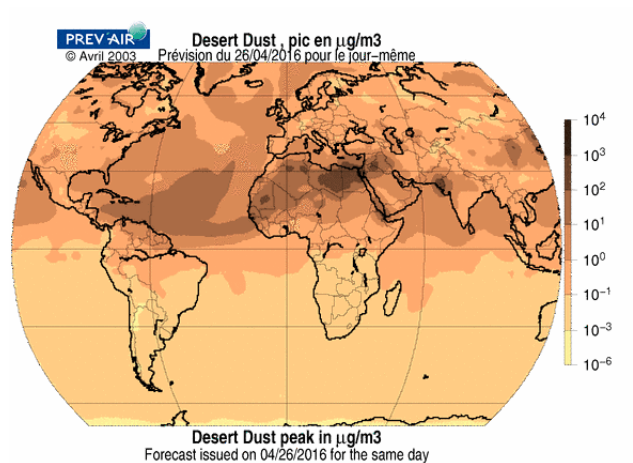 PREV'AIR
© Avril 2003
Desert Dust , pic en µg/m3
Prévision du 26/04/2016 pour le jour-même
10⁴
10³
10²
10¹
10⁰
10⁻¹
10⁻³
10⁻⁶
Desert Dust peak in µg/m3
Forecast issued on 04/26/2016 for the same day